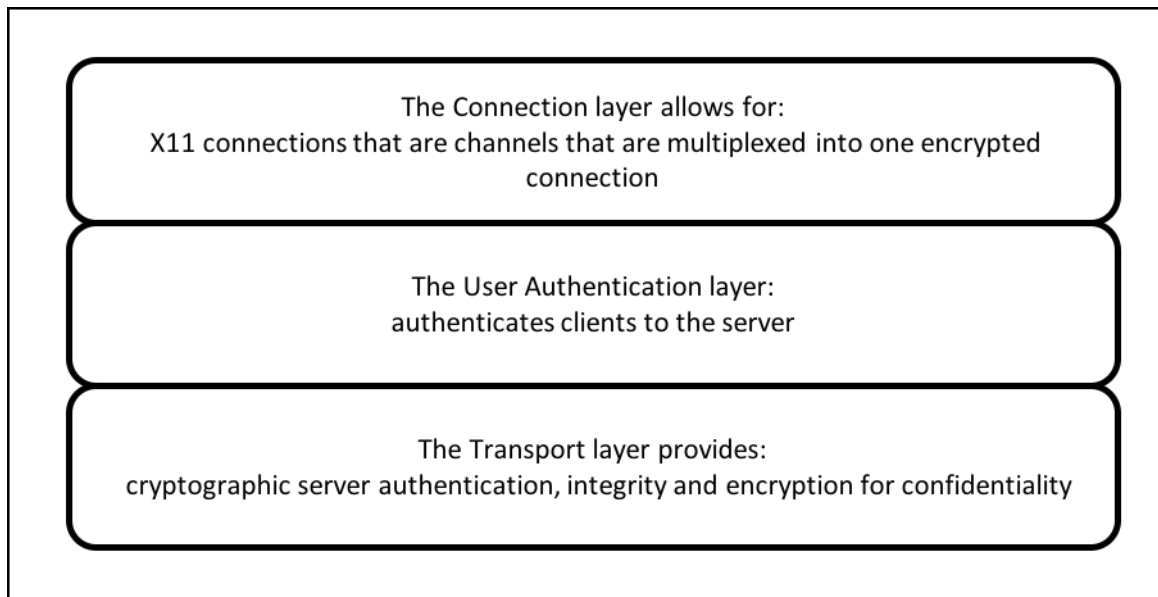 The Connection layer allows for:
X11 connections that are channels that are multiplexed into one encrypted
connection
The User Authentication layer:
authenticates clients to the server
The Transport layer provides:
cryptographic server authentication, integrity and encryption for confidentiality